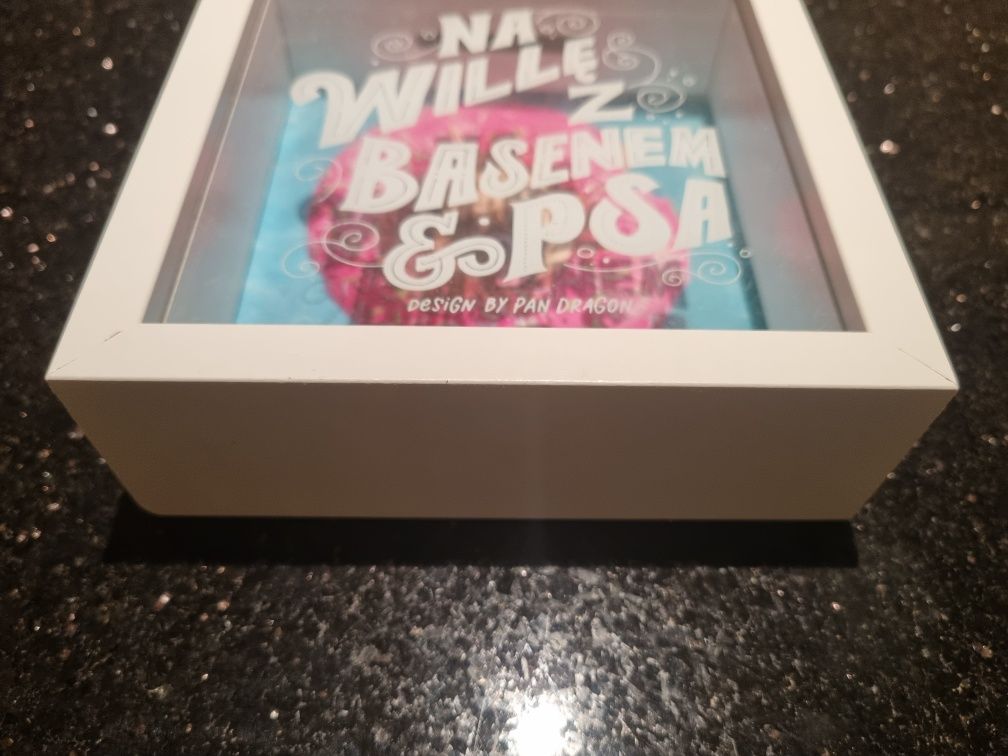 NA
WILLĘ
Z
BASENEM
& PSA
DESIGN BY PAN DRAGON